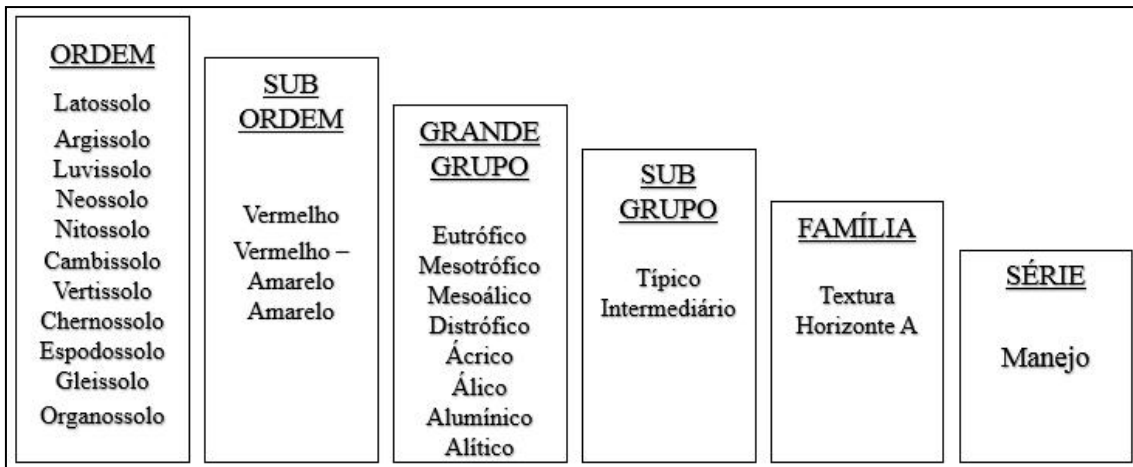 ORDEM
Latossolo
Argissolo
Luvissolo
Neossolo
Nitossolo
Cambissolo
Vertissolo
Chernossolo
Espodossolo
Gleissolo
Organossolo
SUB
ORDEM
Vermelho
Vermelho –
Amarelo
Amarelo
GRANDE
GRUPO
Eutrófico
Mesotrófico
Mesoálico
Distrófico
Ácrico
Álico
Alumínico
Alítico
SUB
GRUPO
Típico
Intermediário
FAMÍLIA
Textura
Horizonte A
SÉRIE
Manejo